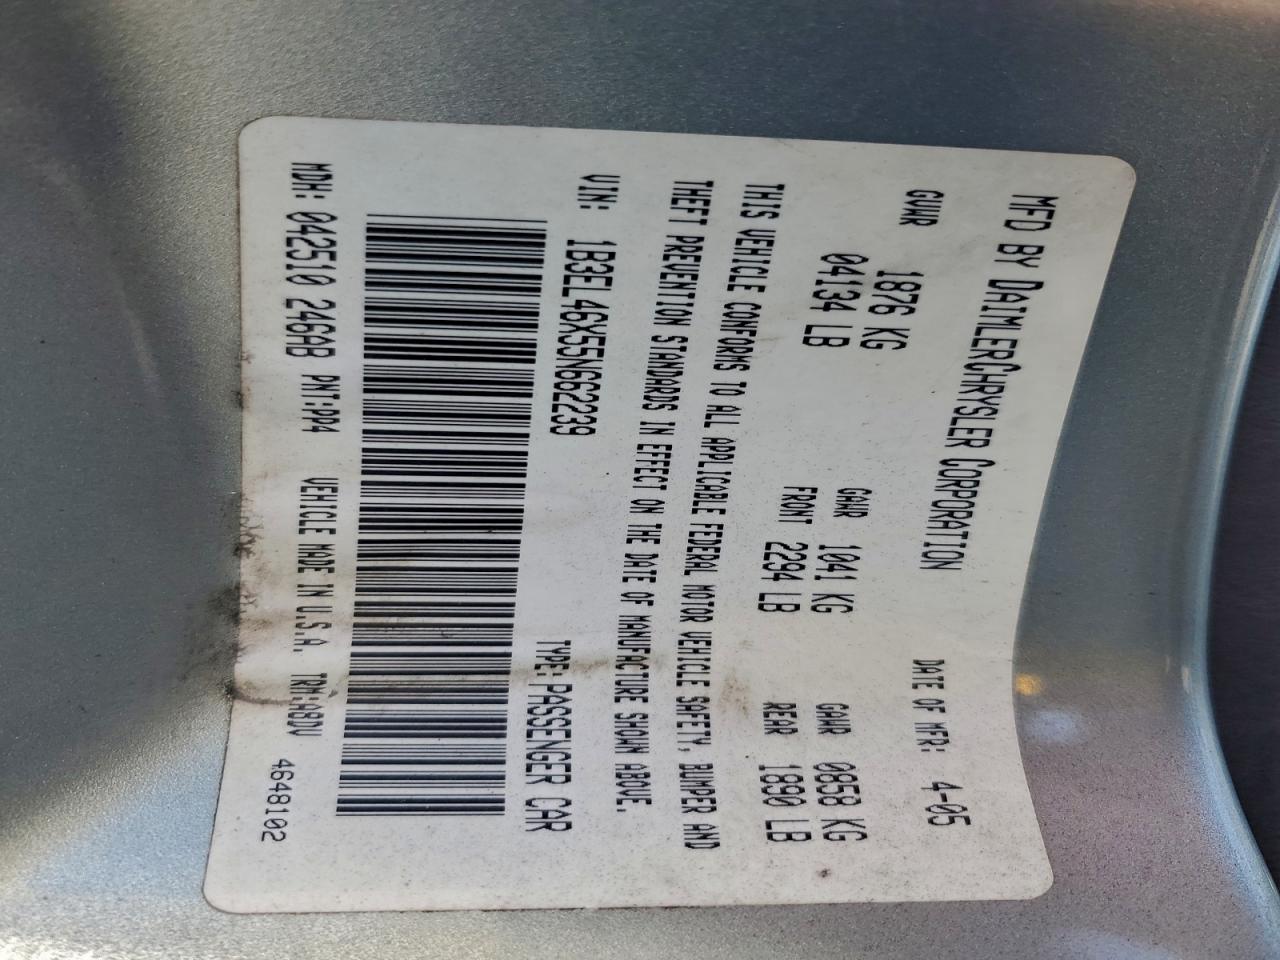 MFD BY DAIMLERCHRYSLER CORPORATION DATE OF MFR: 4-05
GVWR 1876 KG GAWR 1041 KG GAWR 0858 KG
04134 LB FRONT 2294 LB REAR 1890 LB
THIS VEHICLE CONFORMS TO ALL APPLICABLE FEDERAL MOTOR VEHICLE SAFETY, BUMPER AND
THEFT PREVENTION STANDARDS IN EFFECT ON THE DATE OF MANUFACTURE SHOWN ABOVE.
VIN: 1B3EL46X55N682239 TYPE: PASSENGER CAR
MDH: 042510 246AB PNT:PP4 VEHICLE MADE IN U.S.A. TRM:A8DV 4648102